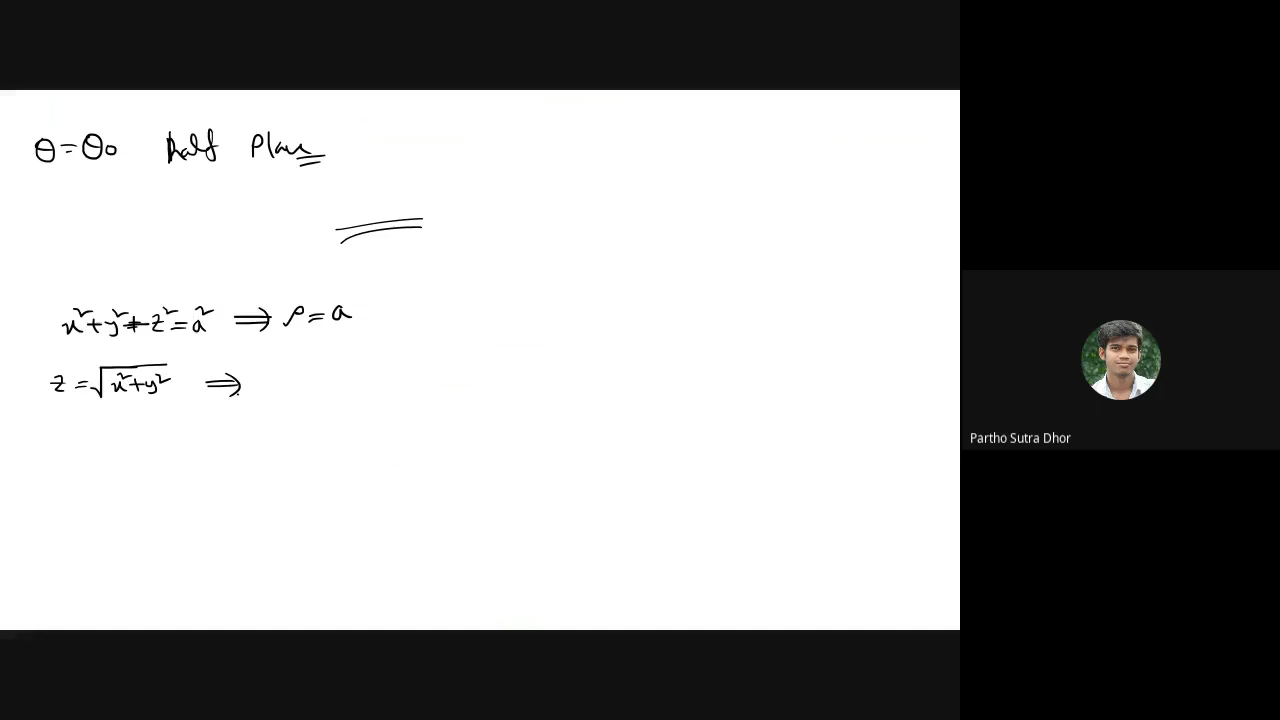 θ = θ₀ half Plane
x² + y² + z² = a² ⟹ ρ = a
z = √(x² + y²) ⟹
Partho Sutra Dhor